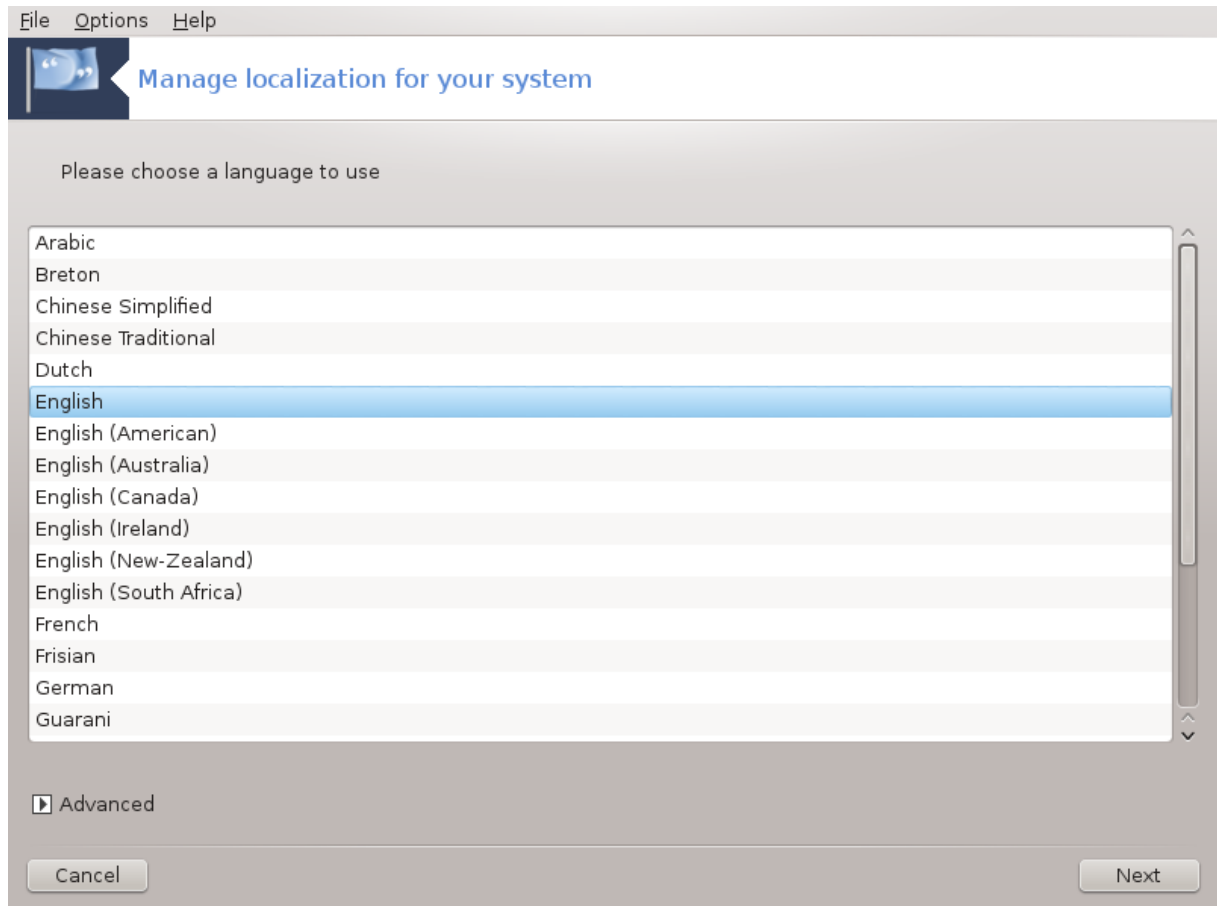 File Options Help
Manage localization for your system
Please choose a language to use
Arabic
Breton
Chinese Simplified
Chinese Traditional
Dutch
English
English (American)
English (Australia)
English (Canada)
English (Ireland)
English (New-Zealand)
English (South Africa)
French
Frisian
German
Guarani
Advanced
Cancel Next